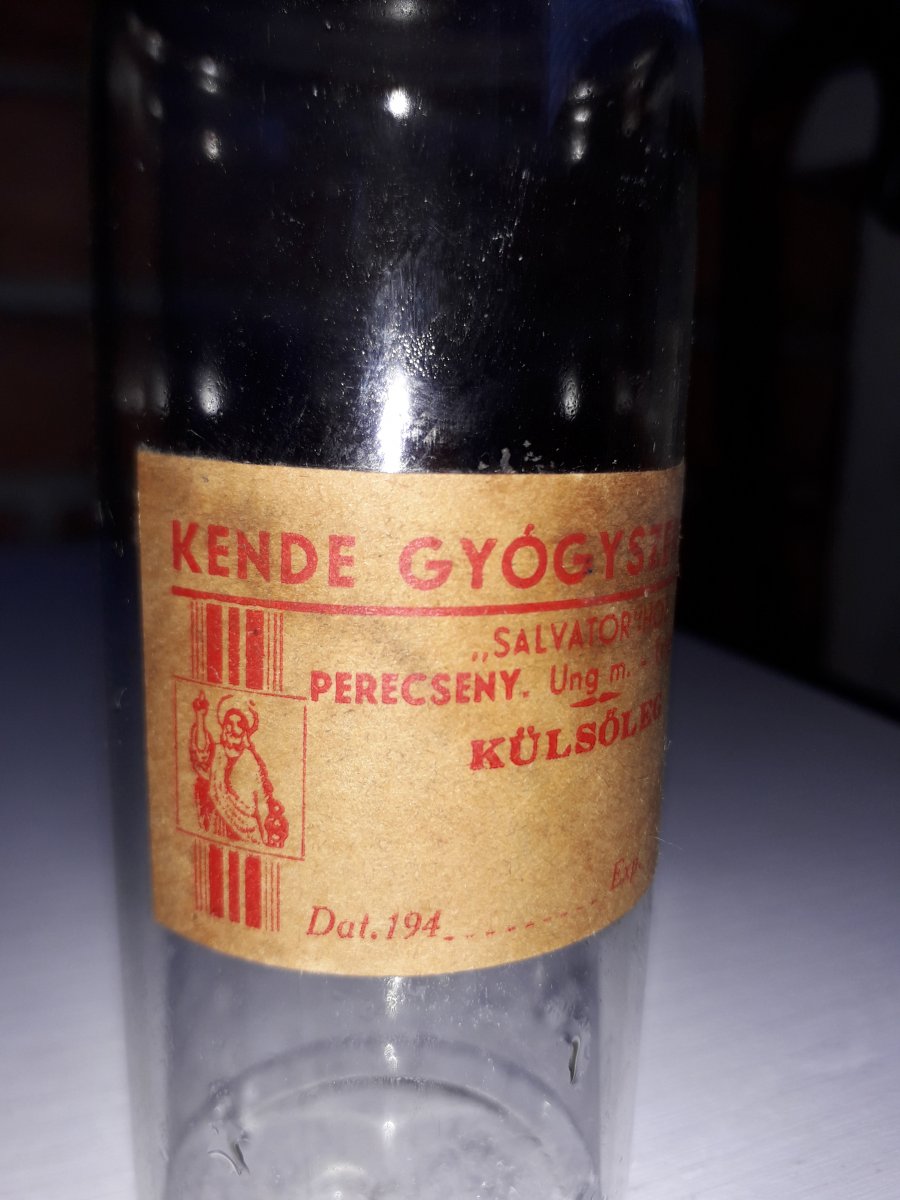 KENDE GYÓGYSZ
„SALVATOR"
PERECSENY. Ung m. -
KÜLSŐLEG
Dat. 194
Exp.